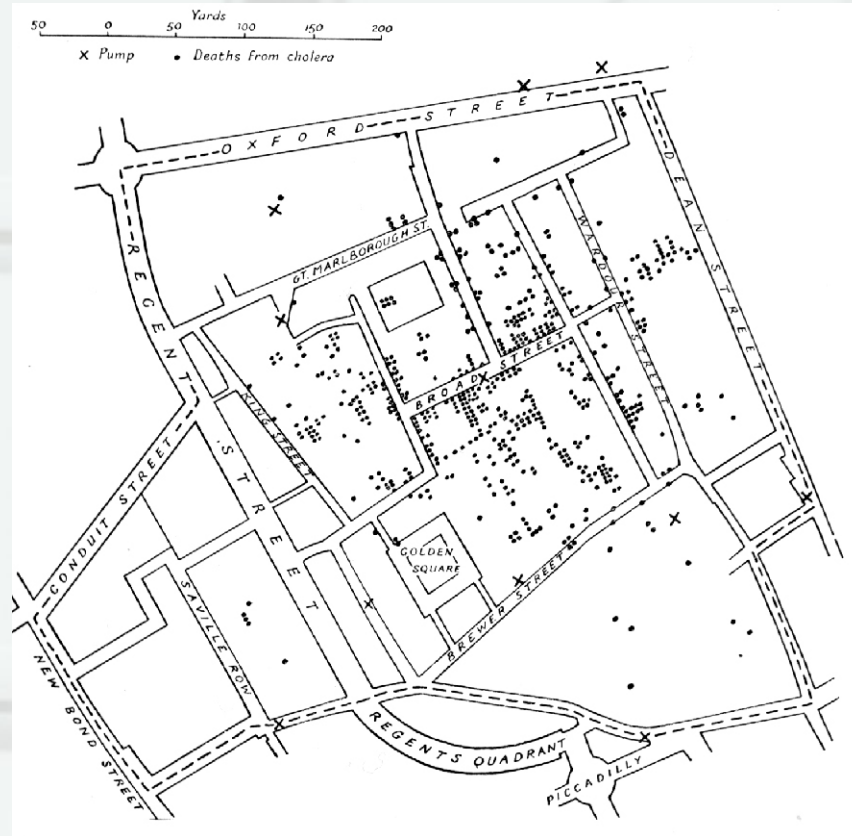 Yards
50 0 50 100 150 200
x Pump • Deaths from cholera
OXFORD STREET
REGENT STREET
DEAN STREET
WARDOUR STREET
GT. MARLBOROUGH ST.
BROAD STREET
KING STREET
CONDUIT STREET
GOLDEN
SQUARE
SAVILLE ROW
BREWER STREET
NEW BOND STREET
REGENTS QUADRANT
PICCADILLY